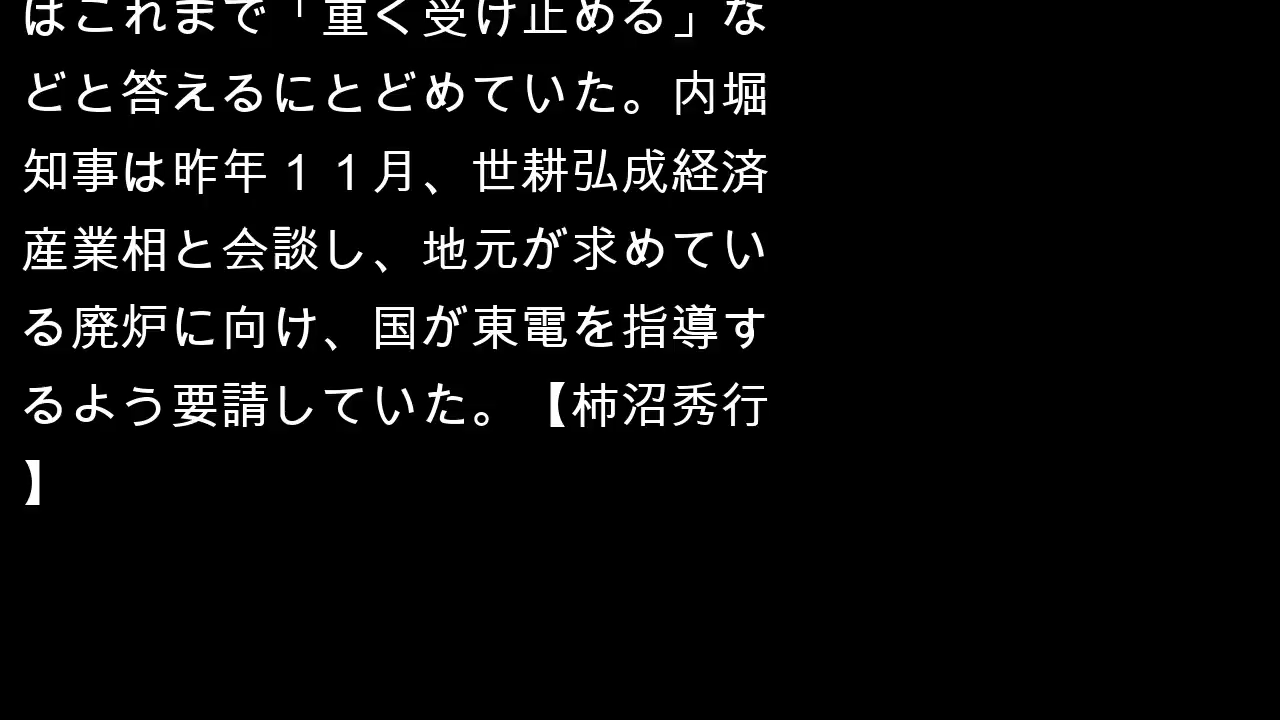 はこれまで「重く受け止める」な
どと答えるにとどめていた。内堀
知事は昨年１１月、世耕弘成経済
産業相と会談し、地元が求めてい
る廃炉に向け、国が東電を指導す
るよう要請していた。【柿沼秀行
】